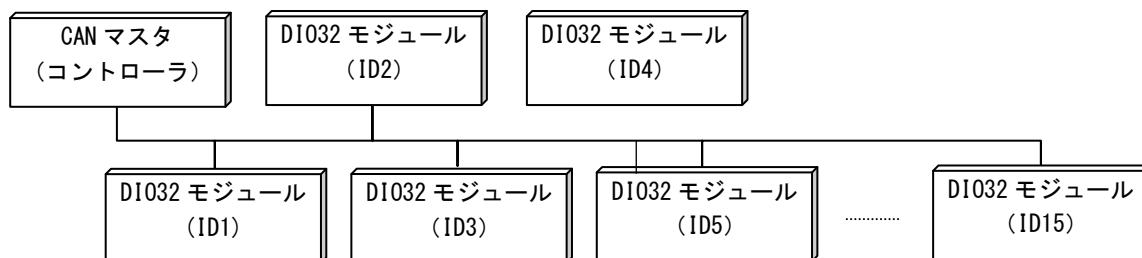 CAN マスタ
(コントローラ)
DIO32 モジュール
(ID2)
DIO32 モジュール
(ID4)
DIO32 モジュール
(ID1)
DIO32 モジュール
(ID3)
DIO32 モジュール
(ID5)
.............
DIO32 モジュール
(ID15)